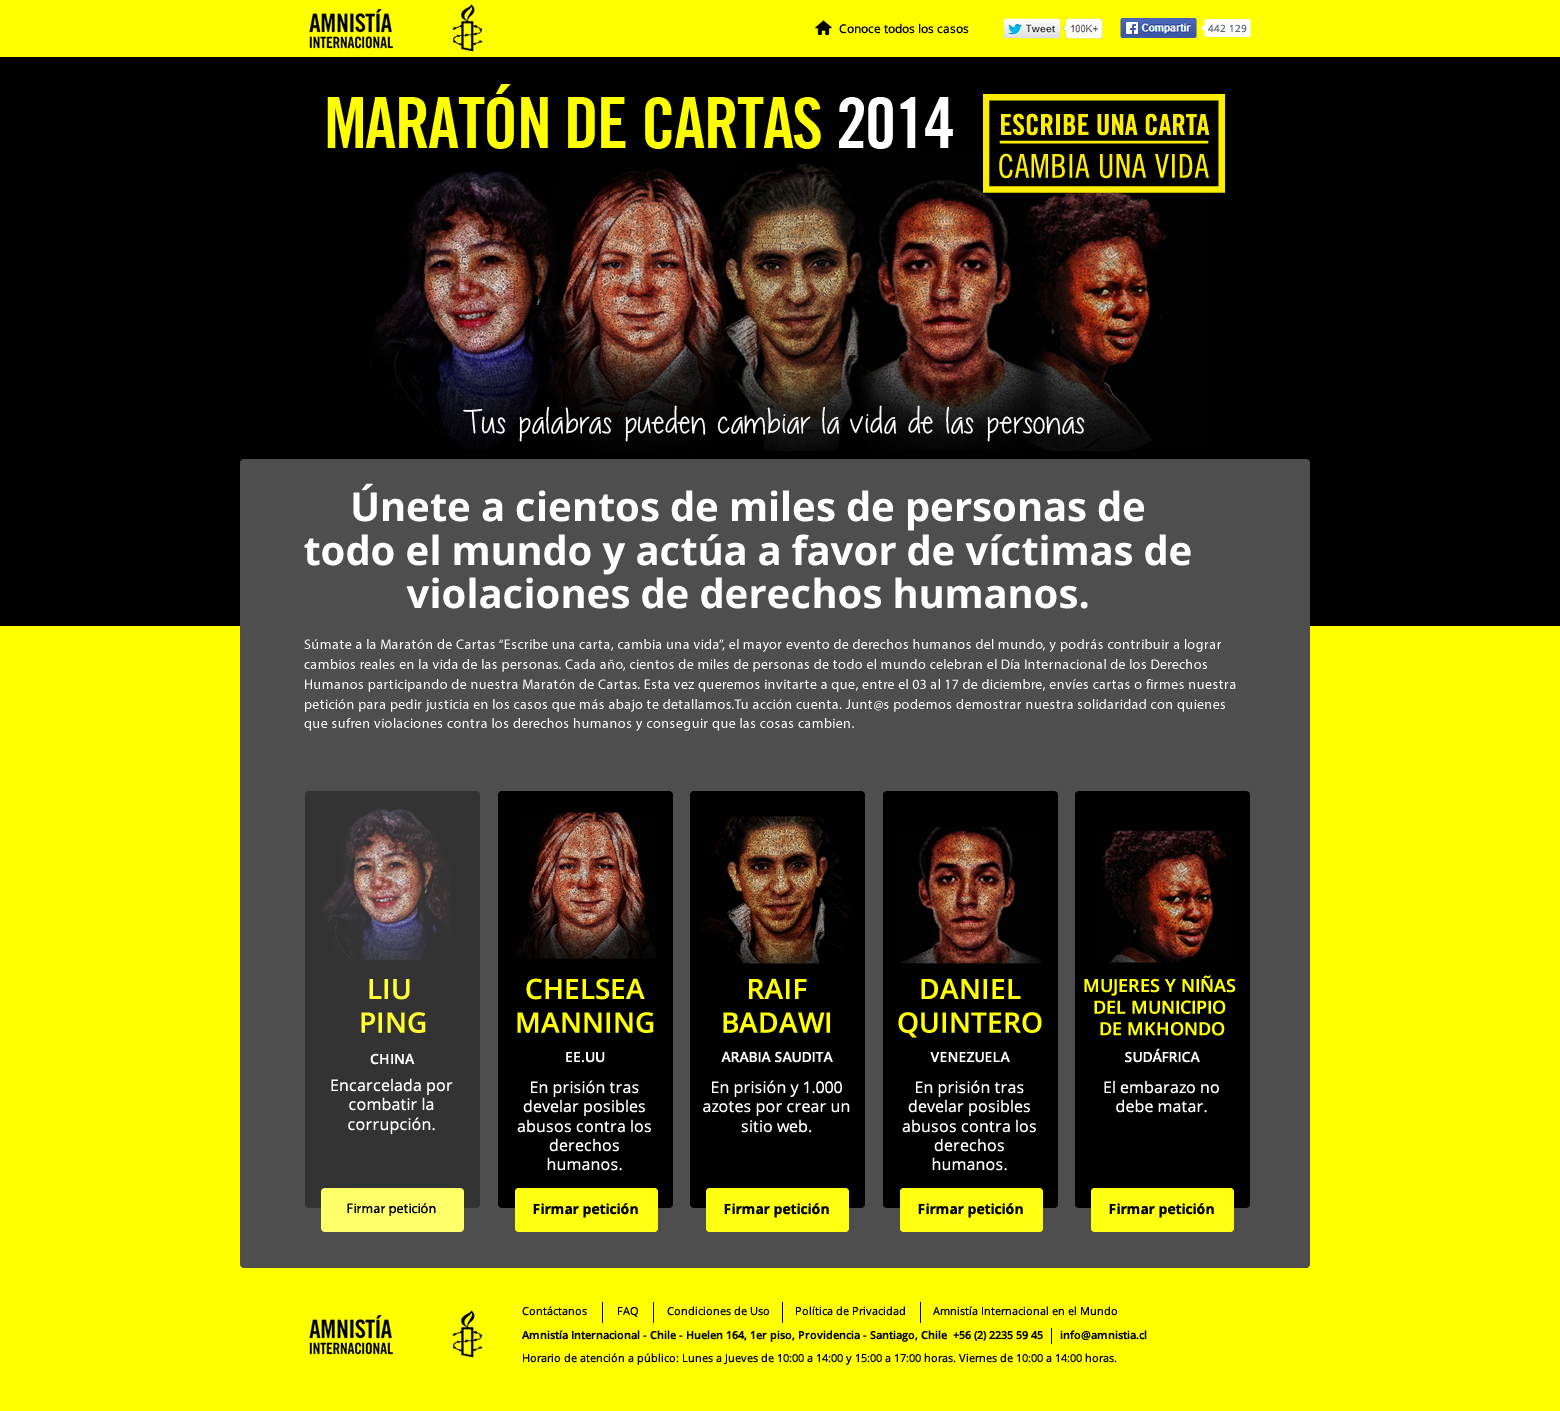 AMNISTÍA
INTERNACIONAL
Conoce todos los casos
Tweet 100K+
Compartir 442 129
MARATÓN DE CARTAS 2014
ESCRIBE UNA CARTA
CAMBIA UNA VIDA
Tus palabras pueden cambiar la vida de las personas
Únete a cientos de miles de personas de
todo el mundo y actúa a favor de víctimas de
violaciones de derechos humanos.
Súmate a la Maratón de Cartas “Escribe una carta, cambia una vida”, el mayor evento de derechos humanos del mundo, y podrás contribuir a lograr
cambios reales en la vida de las personas. Cada año, cientos de miles de personas de todo el mundo celebran el Día Internacional de los Derechos
Humanos participando de nuestra Maratón de Cartas. Esta vez queremos invitarte a que, entre el 03 al 17 de diciembre, envíes cartas o firmes nuestra
petición para pedir justicia en los casos que más abajo te detallamos.Tu acción cuenta. Junt@s podemos demostrar nuestra solidaridad con quienes
que sufren violaciones contra los derechos humanos y conseguir que las cosas cambien.
LIU
PING
CHINA
Encarcelada por
combatir la
corrupción.
Firmar petición
CHELSEA
MANNING
EE.UU
En prisión tras
develar posibles
abusos contra los
derechos
humanos.
Firmar petición
RAIF
BADAWI
ARABIA SAUDITA
En prisión y 1.000
azotes por crear un
sitio web.
Firmar petición
DANIEL
QUINTERO
VENEZUELA
En prisión tras
develar posibles
abusos contra los
derechos
humanos.
Firmar petición
MUJERES Y NIÑAS
DEL MUNICIPIO
DE MKHONDO
SUDÁFRICA
El embarazo no
debe matar.
Firmar petición
AMNISTÍA
INTERNACIONAL
Contáctanos FAQ Condiciones de Uso Política de Privacidad Amnistía Internacional en el Mundo
Amnistía Internacional - Chile - Huelen 164, 1er piso, Providencia - Santiago, Chile +56 (2) 2235 59 45 info@amnistia.cl
Horario de atención a público: Lunes a Jueves de 10:00 a 14:00 y 15:00 a 17:00 horas. Viernes de 10:00 a 14:00 horas.